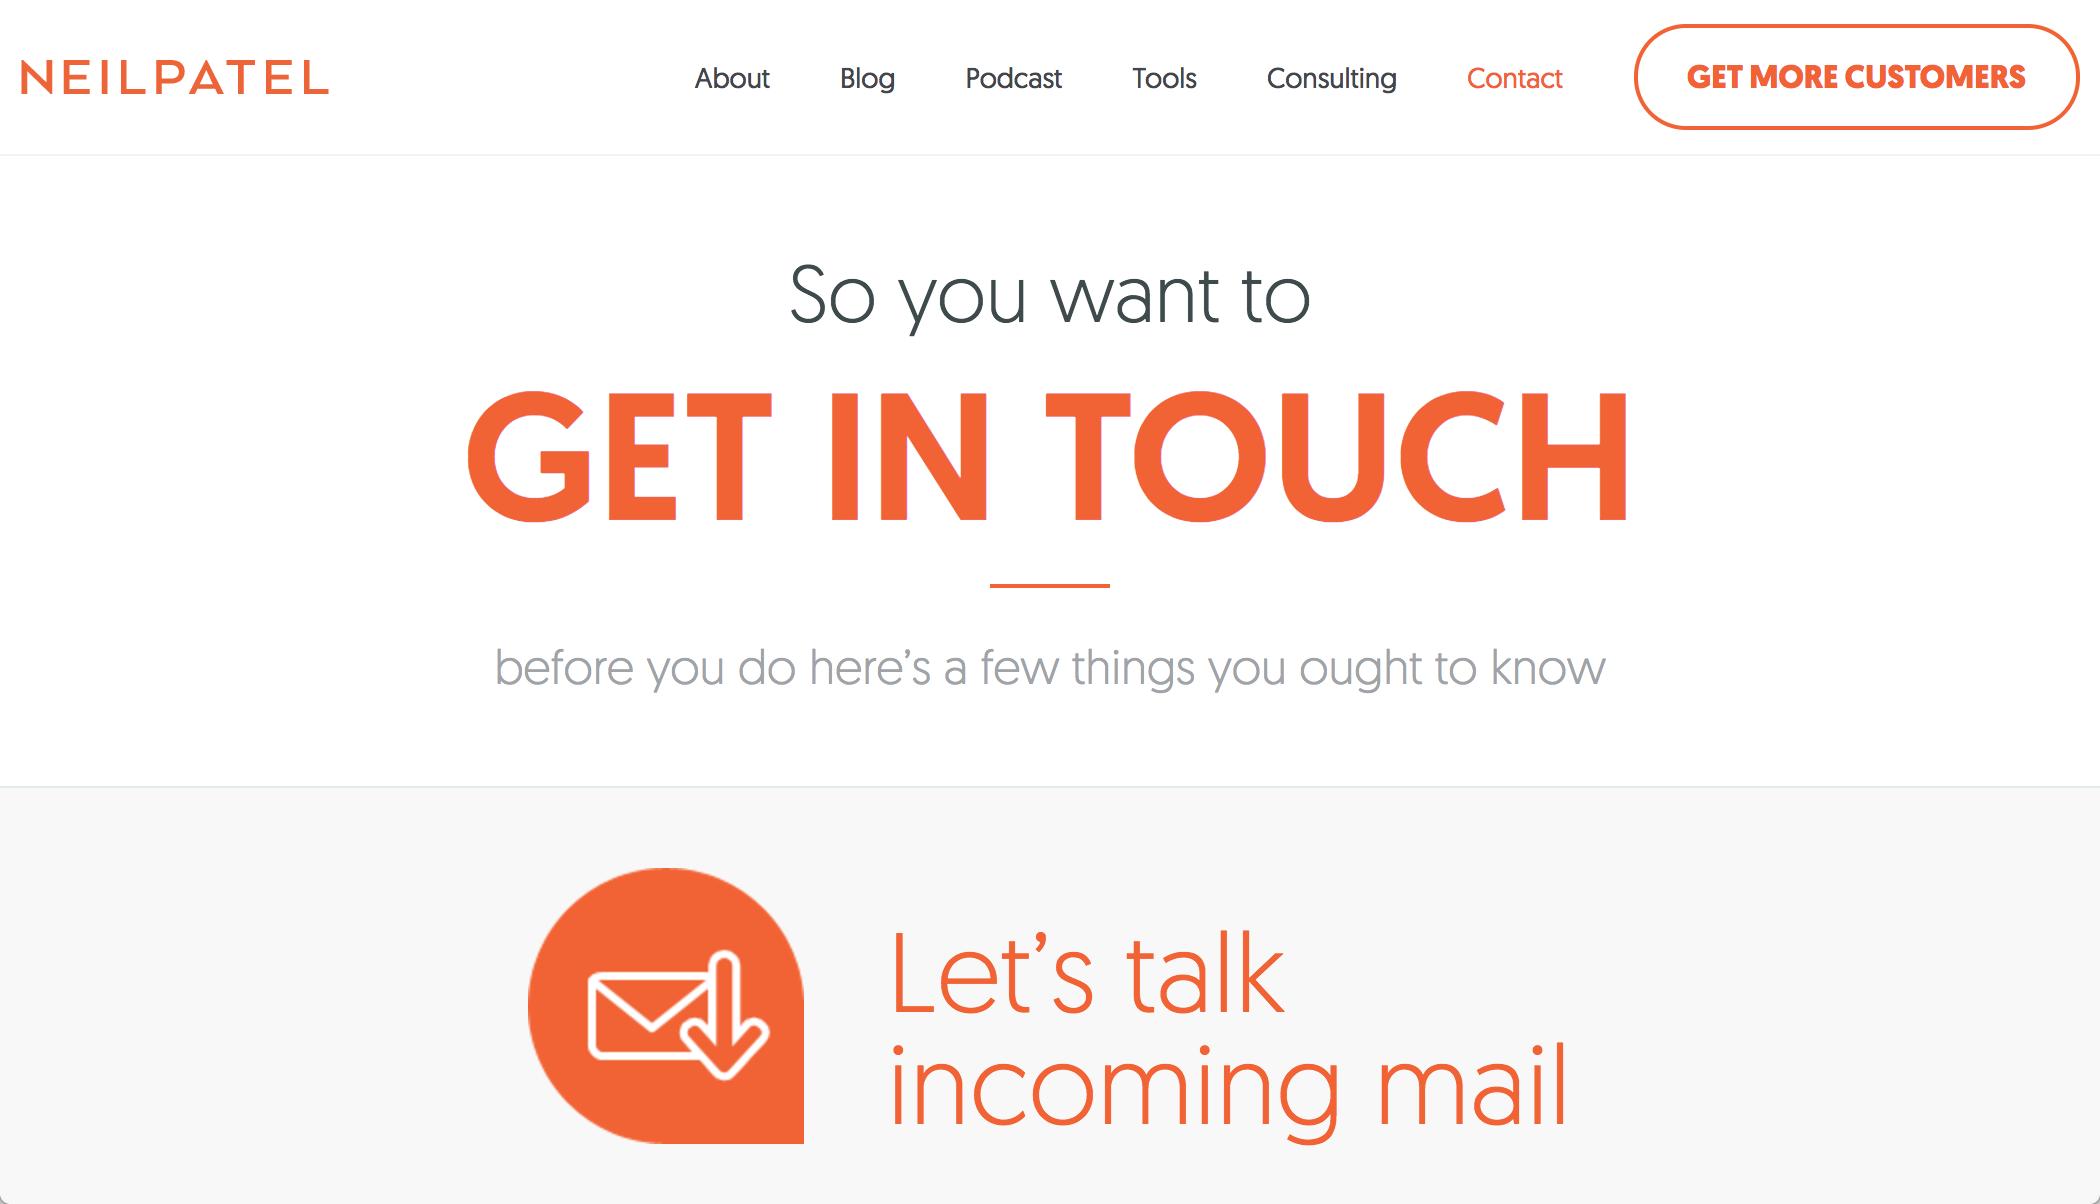 NEILPATEL
About
Blog
Podcast
Tools
Consulting
Contact
GET MORE CUSTOMERS
So you want to
GET IN TOUCH
before you do here’s a few things you ought to know
Let’s talk
incoming mail